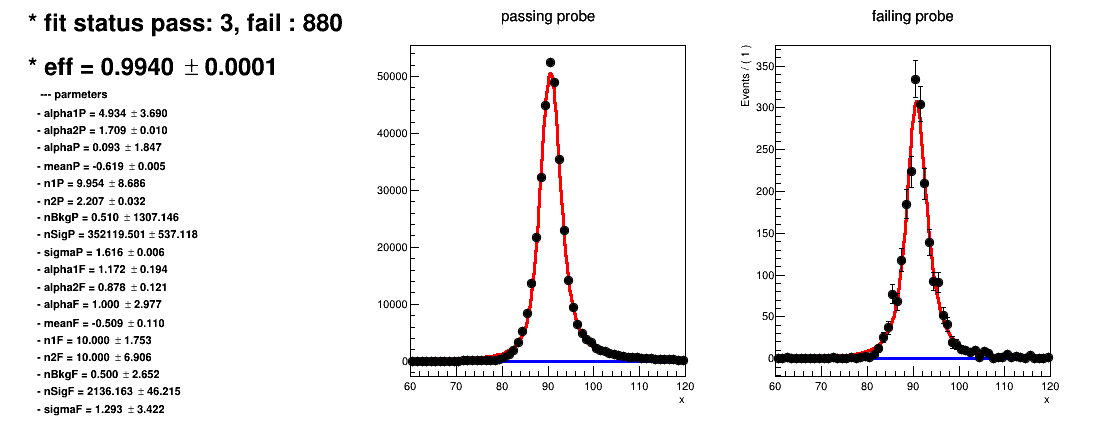 * fit status pass: 3, fail : 880
* eff = 0.9940 ± 0.0001
--- parmeters
- alpha1P = 4.934 ± 3.690
- alpha2P = 1.709 ± 0.010
- alphaP = 0.093 ± 1.847
- meanP = -0.619 ± 0.005
- n1P = 9.954 ± 8.686
- n2P = 2.207 ± 0.032
- nBkgP = 0.510 ± 1307.146
- nSigP = 352119.501 ± 537.118
- sigmaP = 1.616 ± 0.006
- alpha1F = 1.172 ± 0.194
- alpha2F = 0.878 ± 0.121
- alphaF = 1.000 ± 2.977
- meanF = -0.509 ± 0.110
- n1F = 10.000 ± 1.753
- n2F = 10.000 ± 6.906
- nBkgF = 0.500 ± 2.652
- nSigF = 2136.163 ± 46.215
- sigmaF = 1.293 ± 3.422
passing probe
50000
40000
30000
20000
10000
0
60 70 80 90 100 110 120
x
failing probe
Events / ( 1 )
350
300
250
200
150
100
50
0
60 70 80 90 100 110 120
x